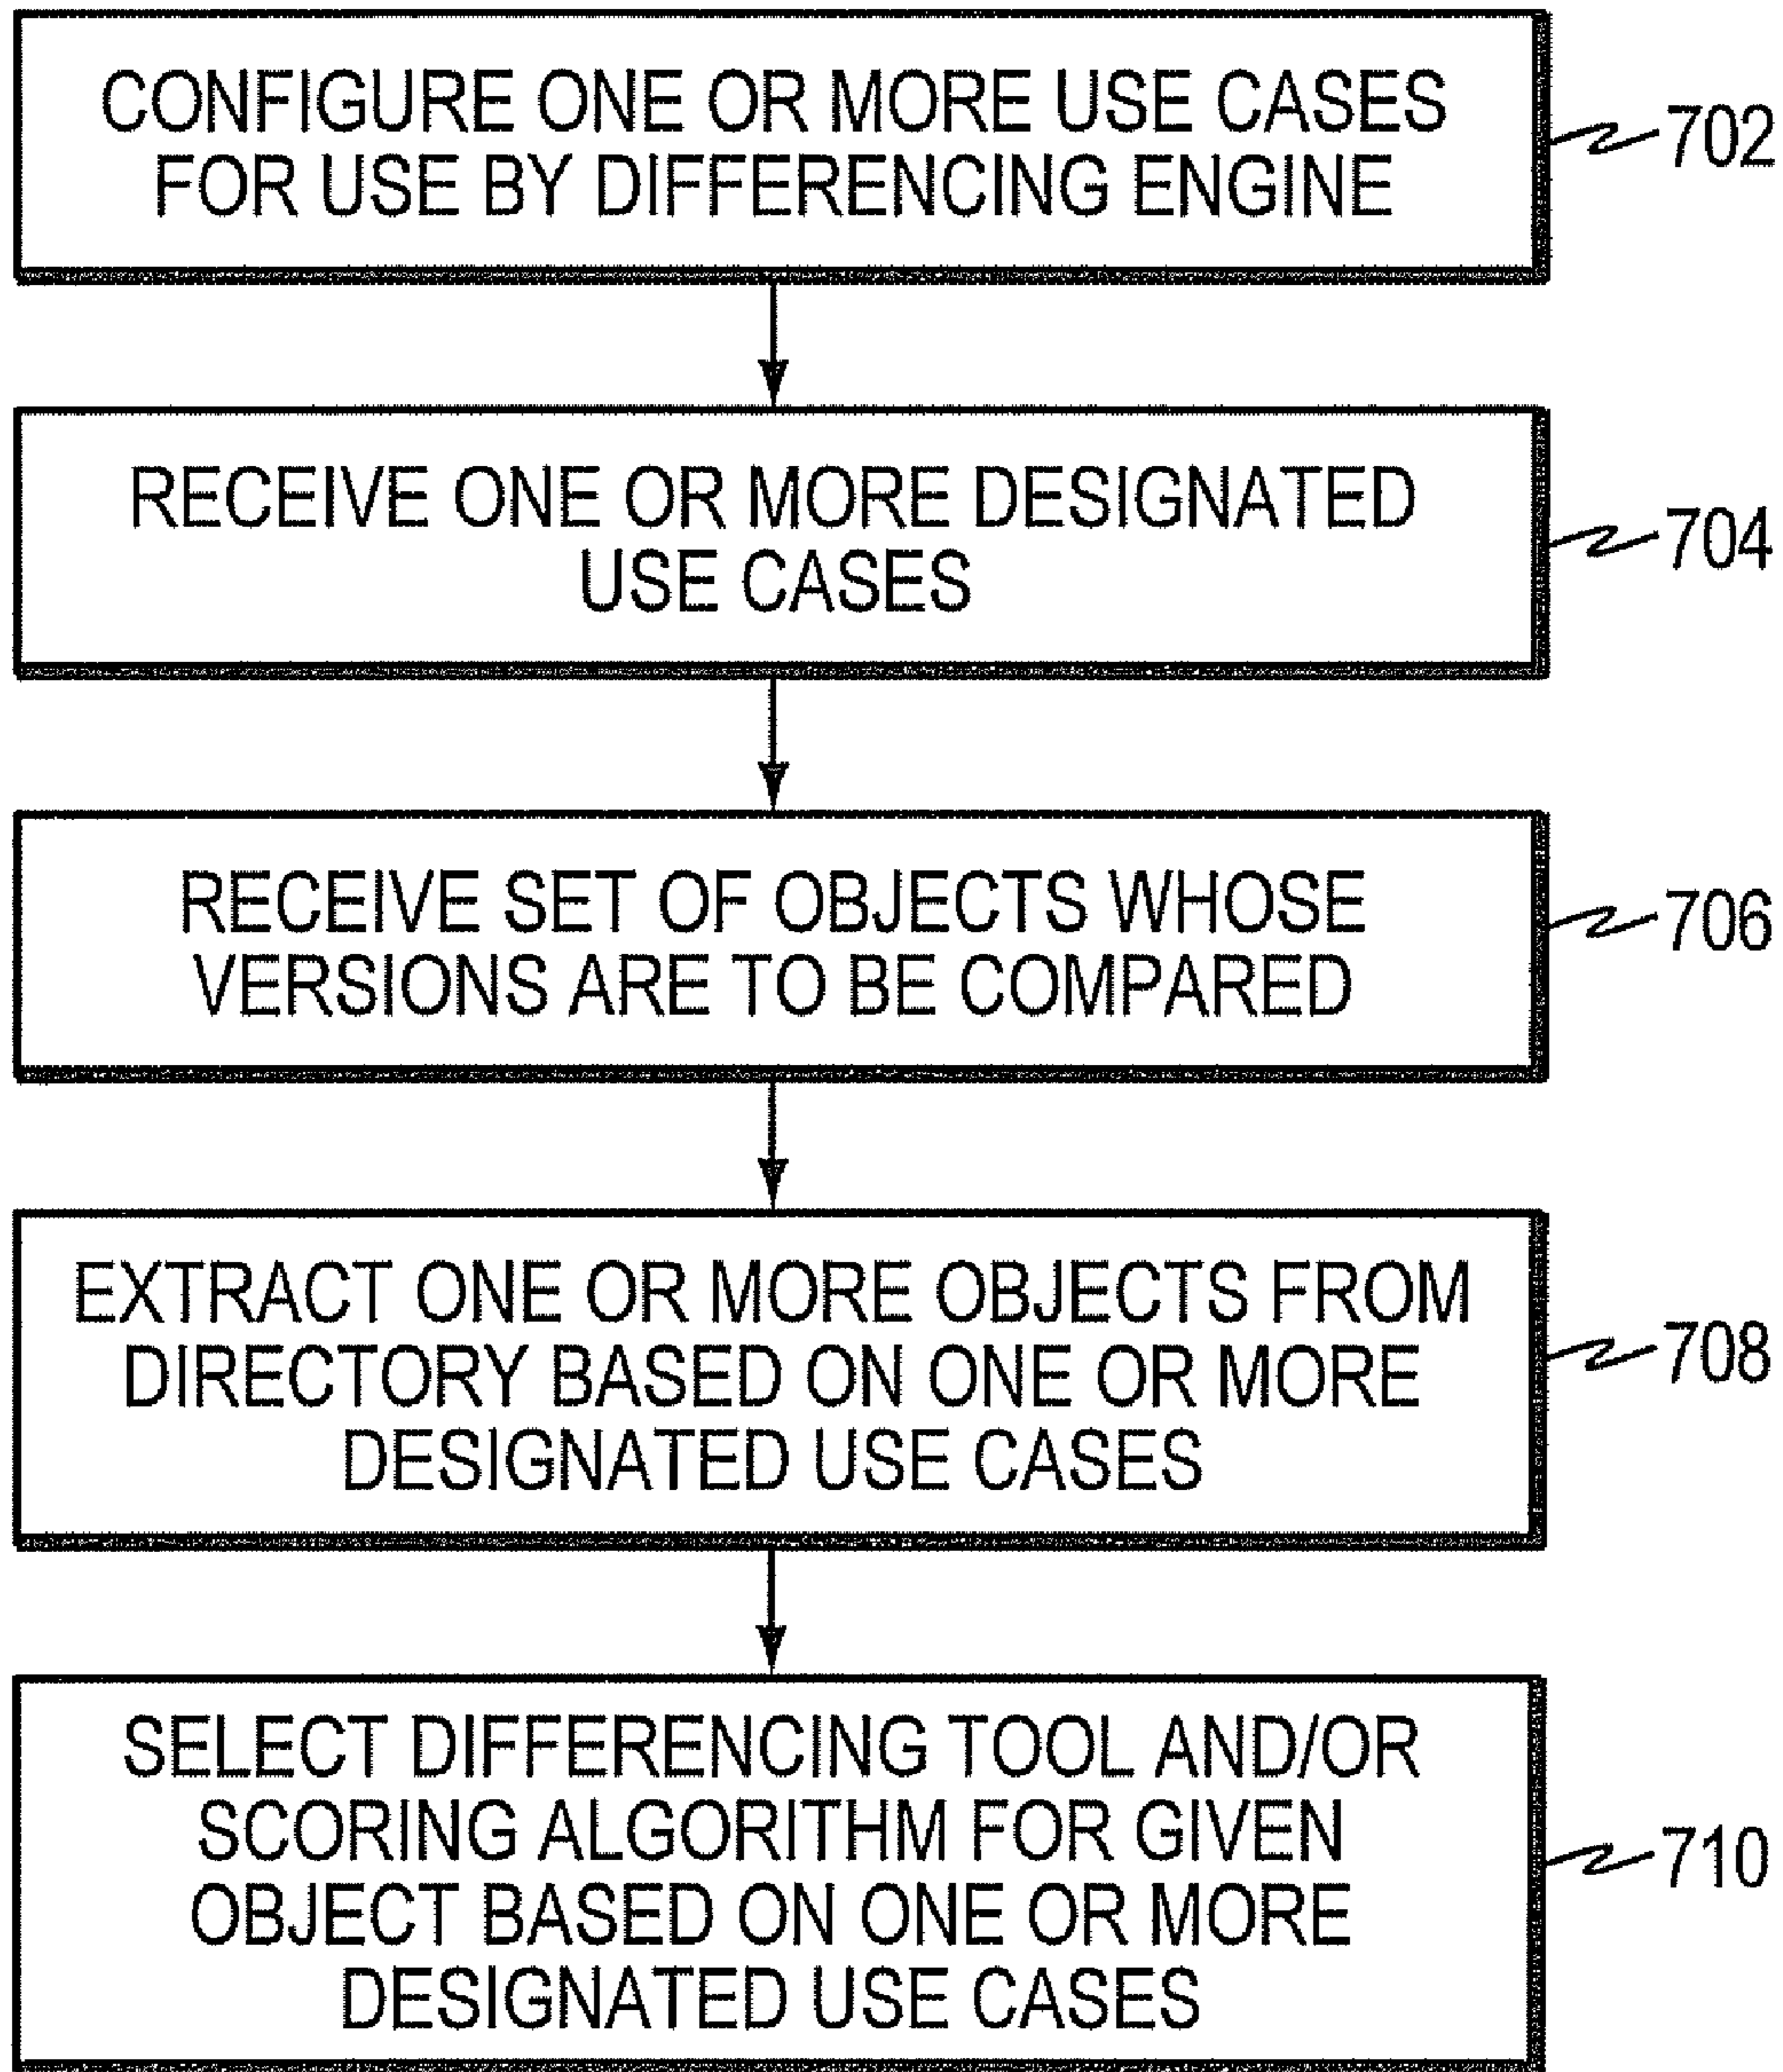 CONFIGURE ONE OR MORE USE CASES
FOR USE BY DIFFERENCING ENGINE
702
RECEIVE ONE OR MORE DESIGNATED
USE CASES
704
RECEIVE SET OF OBJECTS WHOSE
VERSIONS ARE TO BE COMPARED
706
EXTRACT ONE OR MORE OBJECTS FROM
DIRECTORY BASED ON ONE OR MORE
DESIGNATED USE CASES
708
SELECT DIFFERENCING TOOL AND/OR
SCORING ALGORITHM FOR GIVEN
OBJECT BASED ON ONE OR MORE
DESIGNATED USE CASES
710